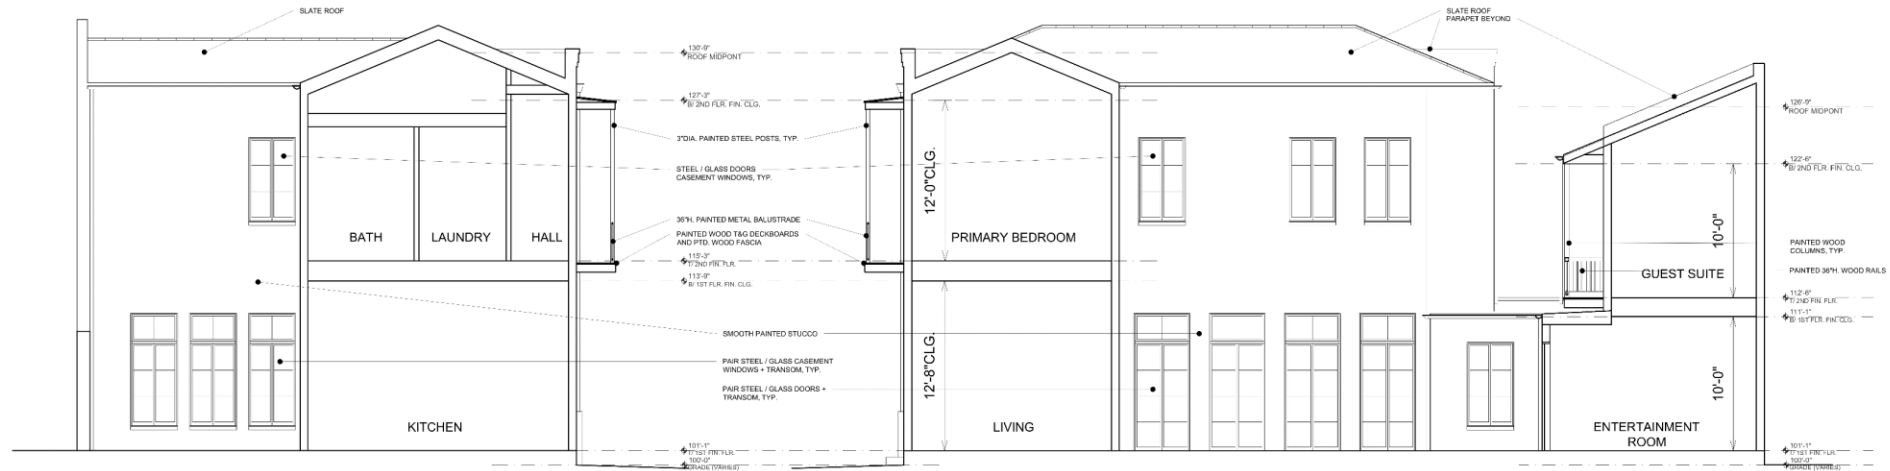 SLATE ROOF
130'-9"
ROOF MIDPONT
127'-3"
B/ 2ND FLR. FIN. CLG.
3"DIA. PAINTED STEEL POSTS, TYP.
STEEL / GLASS DOORS
CASEMENT WINDOWS, TYP.
36"H. PAINTED METAL BALUSTRADE
PAINTED WOOD T&G DECKBOARDS
AND PTD. WOOD FASCIA
115'-3"
T/ 2ND FIN. FLR.
113'-9"
B/ 1ST FLR. FIN. CLG.
SMOOTH PAINTED STUCCO
PAIR STEEL / GLASS CASEMENT
WINDOWS + TRANSOM, TYP.
PAIR STEEL / GLASS DOORS +
TRANSOM, TYP.
101'-1"
T/ 1ST FIN. FLR.
100'-0"
GRADE (VARIES)
BATH
LAUNDRY
HALL
KITCHEN
12'-0"CLG.
PRIMARY BEDROOM
12'-8"CLG.
LIVING
SLATE ROOF
PARAPET BEYOND
126'-9"
ROOF MIDPONT
122'-6"
B/ 2ND FLR. FIN. CLG.
10'-0"
GUEST SUITE
PAINTED WOOD
COLUMNS, TYP.
PAINTED 36"H. WOOD RAILS
112'-6"
T/ 2ND FLR.
111'-1"
B/ 1ST FLR. FIN. CLG.
10'-0"
ENTERTAINMENT
ROOM
101'-1"
T/ 1ST FIN. FLR.
100'-0"
GRADE (VARIES)